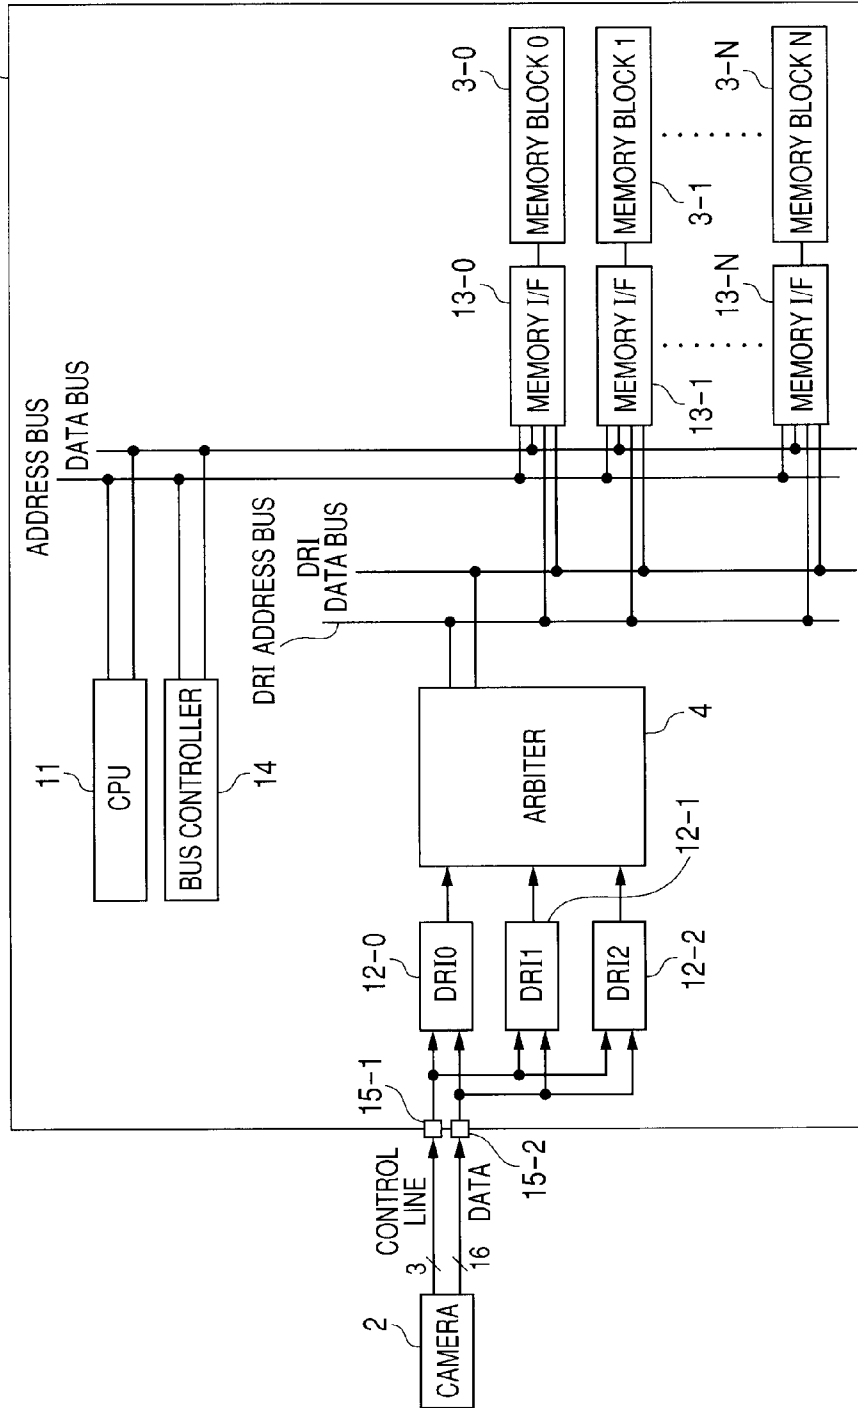 ADDRESS BUS
DATA BUS
DRI ADDRESS BUS
DRI
DATA BUS
11
CPU
BUS CONTROLLER
14
3-0
MEMORY BLOCK 0
13-0
MEMORY I/F
MEMORY BLOCK 1
3-1
MEMORY I/F
13-1
3-N
MEMORY BLOCK N
13-N
MEMORY I/F
ARBITER
4
12-0
DRI0
DRI1
12-1
DRI2
12-2
15-1
15-2
CONTROL
LINE
DATA
3
16
2
CAMERA